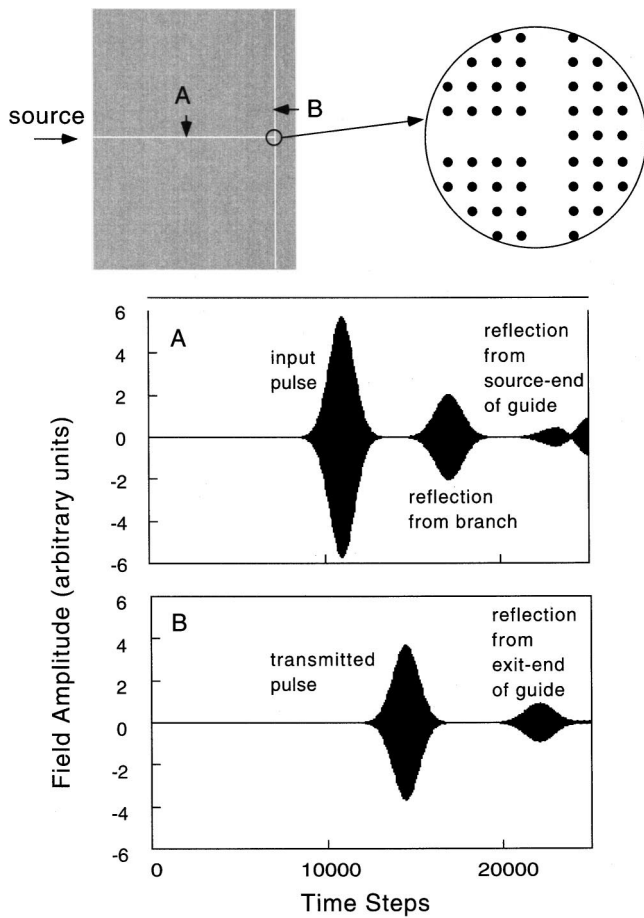 source
A
B
6
4
2
0
-2
-4
-6
A
input
pulse
reflection
from branch
reflection
from
source-end
of guide
Field Amplitude (arbitrary units)
6
4
2
0
-2
-4
-6
B
transmitted
pulse
reflection
from
exit-end
of guide
0
10000
20000
Time Steps